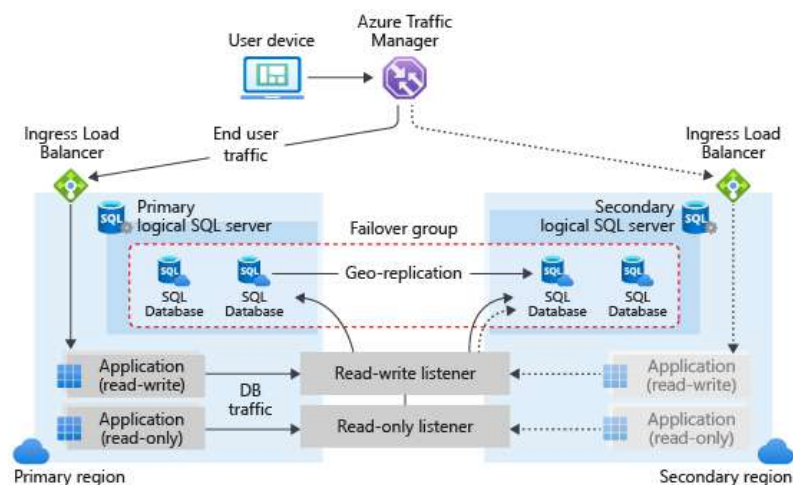 User device
Azure Traffic
Manager
Ingress Load
Balancer
End user
traffic
Ingress Load
Balancer
SQL
Primary
logical SQL server
Secondary
logical SQL server
SQL
Failover group
SQL
SQL
Database
SQL
SQL
Database
Geo-replication
SQL
SQL
Database
SQL
SQL
Database
Application
(read-write)
DB
traffic
Read-write listener
Application
(read-write)
Application
(read-only)
Read-only listener
Application
(read-only)
Primary region
Secondary region